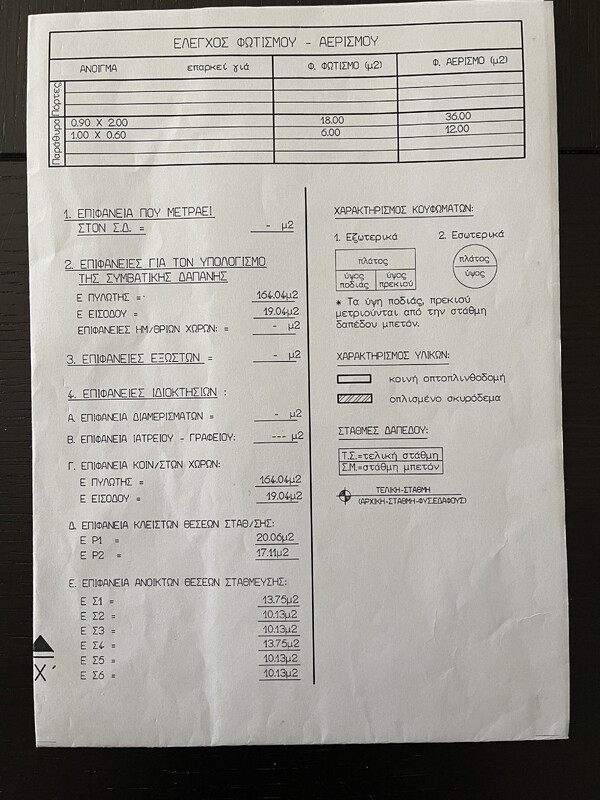 ΕΛΕΓΧΟΣ ΦΩΤΙΣΜΟΥ - ΑΕΡΙΣΜΟΥ
ΑΝΟΙΓΜΑ επαρκεί γιά Φ. ΦΩΤΙΣΜΟ (μ2) Φ. ΑΕΡΙΣΜΟ (μ2)
Πόρτες
Παράθυρα
0.90 Χ 2.00 18.00 36.00
1.00 Χ 0.60 6.00 12.00
1. ΕΠΙΦΑΝΕΙΑ ΠΟΥ ΜΕΤΡΑΕΙ
ΣΤΟΝ Σ.Δ. = - μ2
2. ΕΠΙΦΑΝΕΙΕΣ ΓΙΑ ΤΟΝ ΥΠΟΛΟΓΙΣΜΟ
ΤΗΣ ΣΥΜΒΑΤΙΚΗΣ ΔΑΠΑΝΗΣ
Ε ΠΥΛΩΤΗΣ = 164.04μ2
Ε ΕΙΣΟΔΟΥ = 19.04μ2
ΕΠΙΦΑΝΕΙΕΣ ΗΜ/ΘΡΙΩΝ ΧΩΡΩΝ: = - μ2
3. ΕΠΙΦΑΝΕΙΕΣ ΕΞΩΣΤΩΝ = - μ2
4. ΕΠΙΦΑΝΕΙΕΣ ΙΔΙΟΚΤΗΣΙΩΝ :
Α. ΕΠΙΦΑΝΕΙΑ ΔΙΑΜΕΡΙΣΜΑΤΩΝ = - μ2
Β. ΕΠΙΦΑΝΕΙΑ ΙΑΤΡΕΙΟΥ - ΓΡΑΦΕΙΟΥ: --- μ2
Γ. ΕΠΙΦΑΝΕΙΑ ΚΟΙΝ/ΣΤΩΝ ΧΩΡΩΝ:
Ε ΠΥΛΩΤΗΣ = 164.04μ2
Ε ΕΙΣΟΔΟΥ = 19.04μ2
Δ. ΕΠΙΦΑΝΕΙΑ ΚΛΕΙΣΤΩΝ ΘΕΣΕΩΝ ΣΤΑΘ/ΣΗΣ:
Ε Ρ1 = 20.06μ2
Ε Ρ2 = 17.11μ2
Ε. ΕΠΙΦΑΝΕΙΑ ΑΝΟΙΚΤΩΝ ΘΕΣΕΩΝ ΣΤΑΘΜΕΥΣΗΣ:
Ε Σ1 = 13.75μ2
Ε Σ2 = 10.13μ2
Ε Σ3 = 10.13μ2
Ε Σ4 = 13.75μ2
Ε Σ5 = 10.13μ2
Ε Σ6 = 10.13μ2
Χ΄
ΧΑΡΑΚΤΗΡΙΣΜΟΣ ΚΟΥΦΩΜΑΤΩΝ:
1. Εξωτερικά 2. Εσωτερικά
πλάτος πλάτος
ύψος ποδιάς ύψος πρεκιού ύψος
* Τα ύψη ποδιάς, πρεκιού
μετριούνται από την στάθμη
δαπέδου μπετόν.
ΧΑΡΑΚΤΗΡΙΣΜΟΣ ΥΛΙΚΩΝ:
κοινή οπτοπλινθοδομή
οπλισμένο σκυρόδεμα
ΣΤΑΘΜΕΣ ΔΑΠΕΔΟΥ:
Τ.Σ.=τελική στάθμη
Σ.Μ.=στάθμη μπετόν
ΤΕΛΙΚΗ-ΣΤΑΘΜΗ
(ΑΡΧΙΚΗ-ΣΤΑΘΜΗ-ΦΥΣ.ΕΔΑΦΟΥΣ)